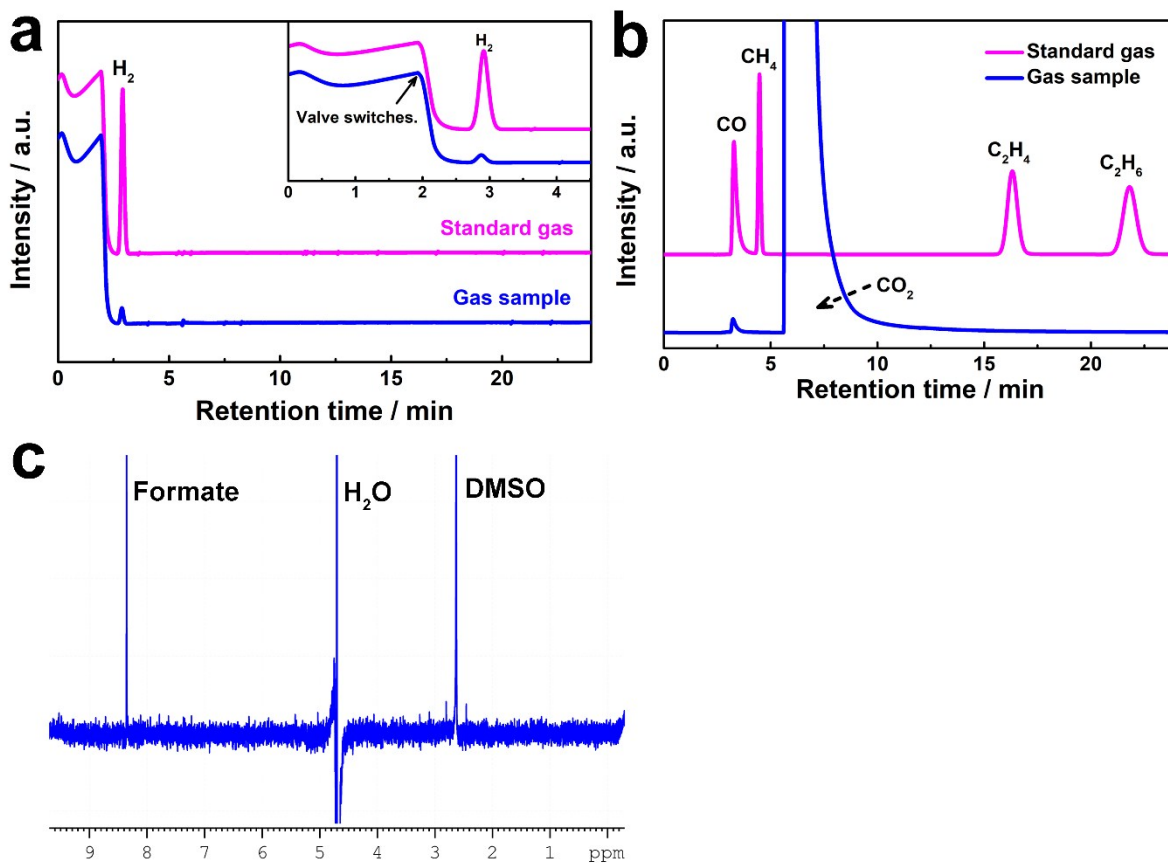 a
H₂
H₂
Valve switches.
0 1 2 3 4
Standard gas
Gas sample
Intensity / a.u.
0 5 10 15 20
Retention time / min
b
Standard gas
Gas sample
CH₄
CO
C₂H₄
C₂H₆
CO₂
Intensity / a.u.
0 5 10 15 20
Retention time / min
c
Formate H₂O DMSO
9 8 7 6 5 4 3 2 1 ppm